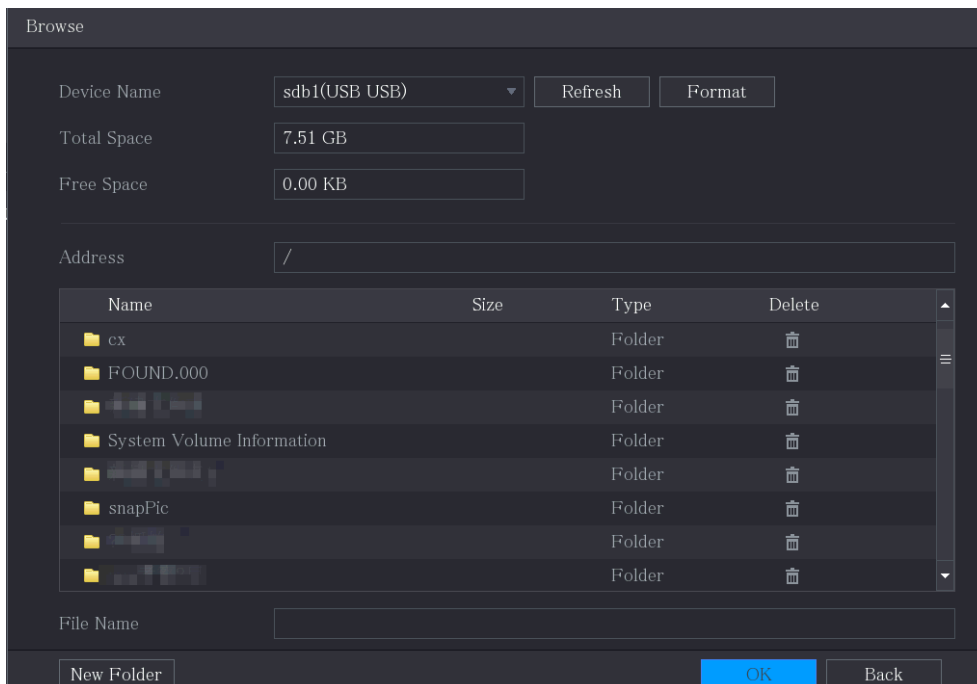 Browse
Device Name sdb1(USB USB) Refresh Format
Total Space 7.51 GB
Free Space 0.00 KB
Address /
Name Size Type Delete
cx Folder
FOUND.000 Folder
Folder
System Volume Information Folder
Folder
snapPic Folder
Folder
Folder
File Name
New Folder OK Back